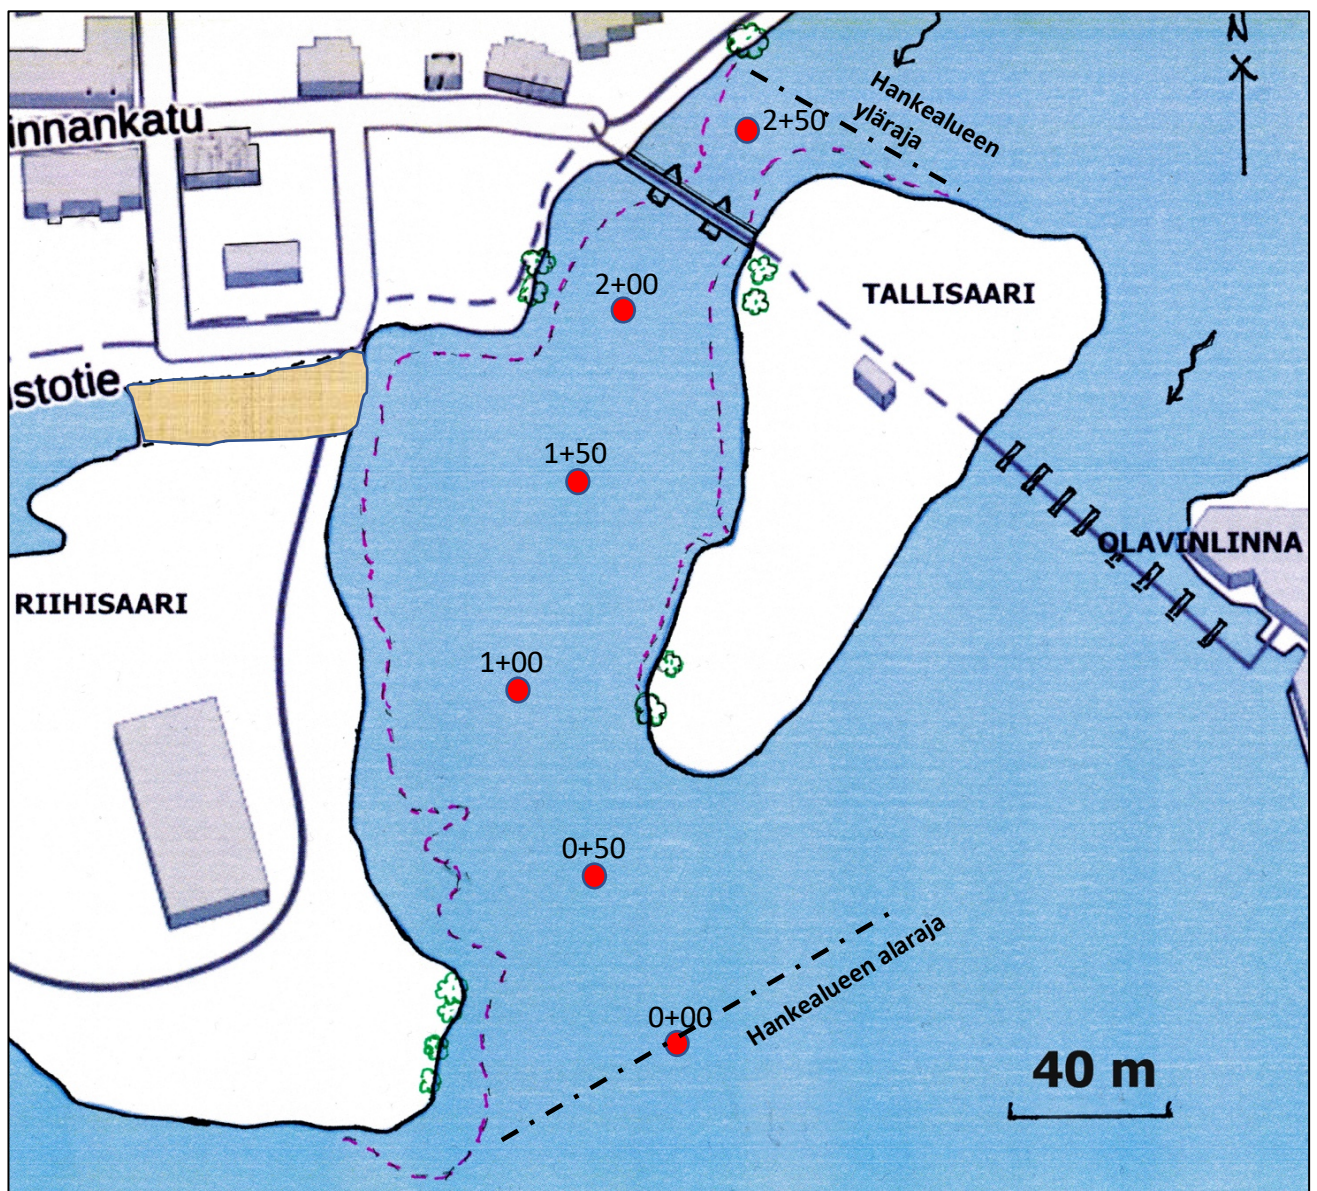 N
Hankealueen
yläraja
2+50
innankatu
2+00
TALLISAARI
istotie
1+50
OLAVINLINNA
RIIHISAARI
1+00
0+50
Hankealueen alaraja
0+00
40 m